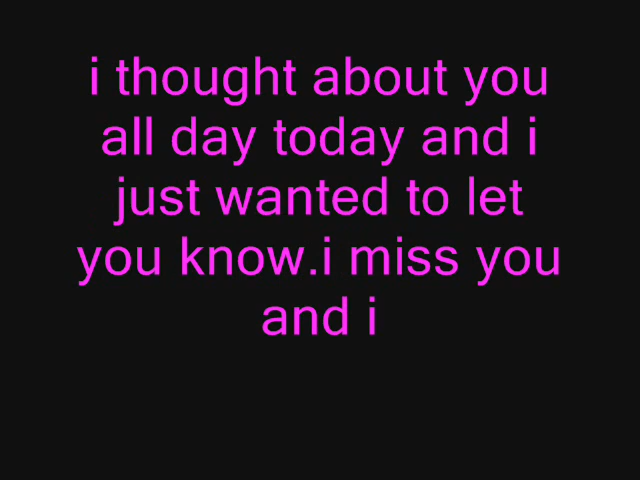 i thought about you
all day today and i
just wanted to let
you know.i miss you
and i